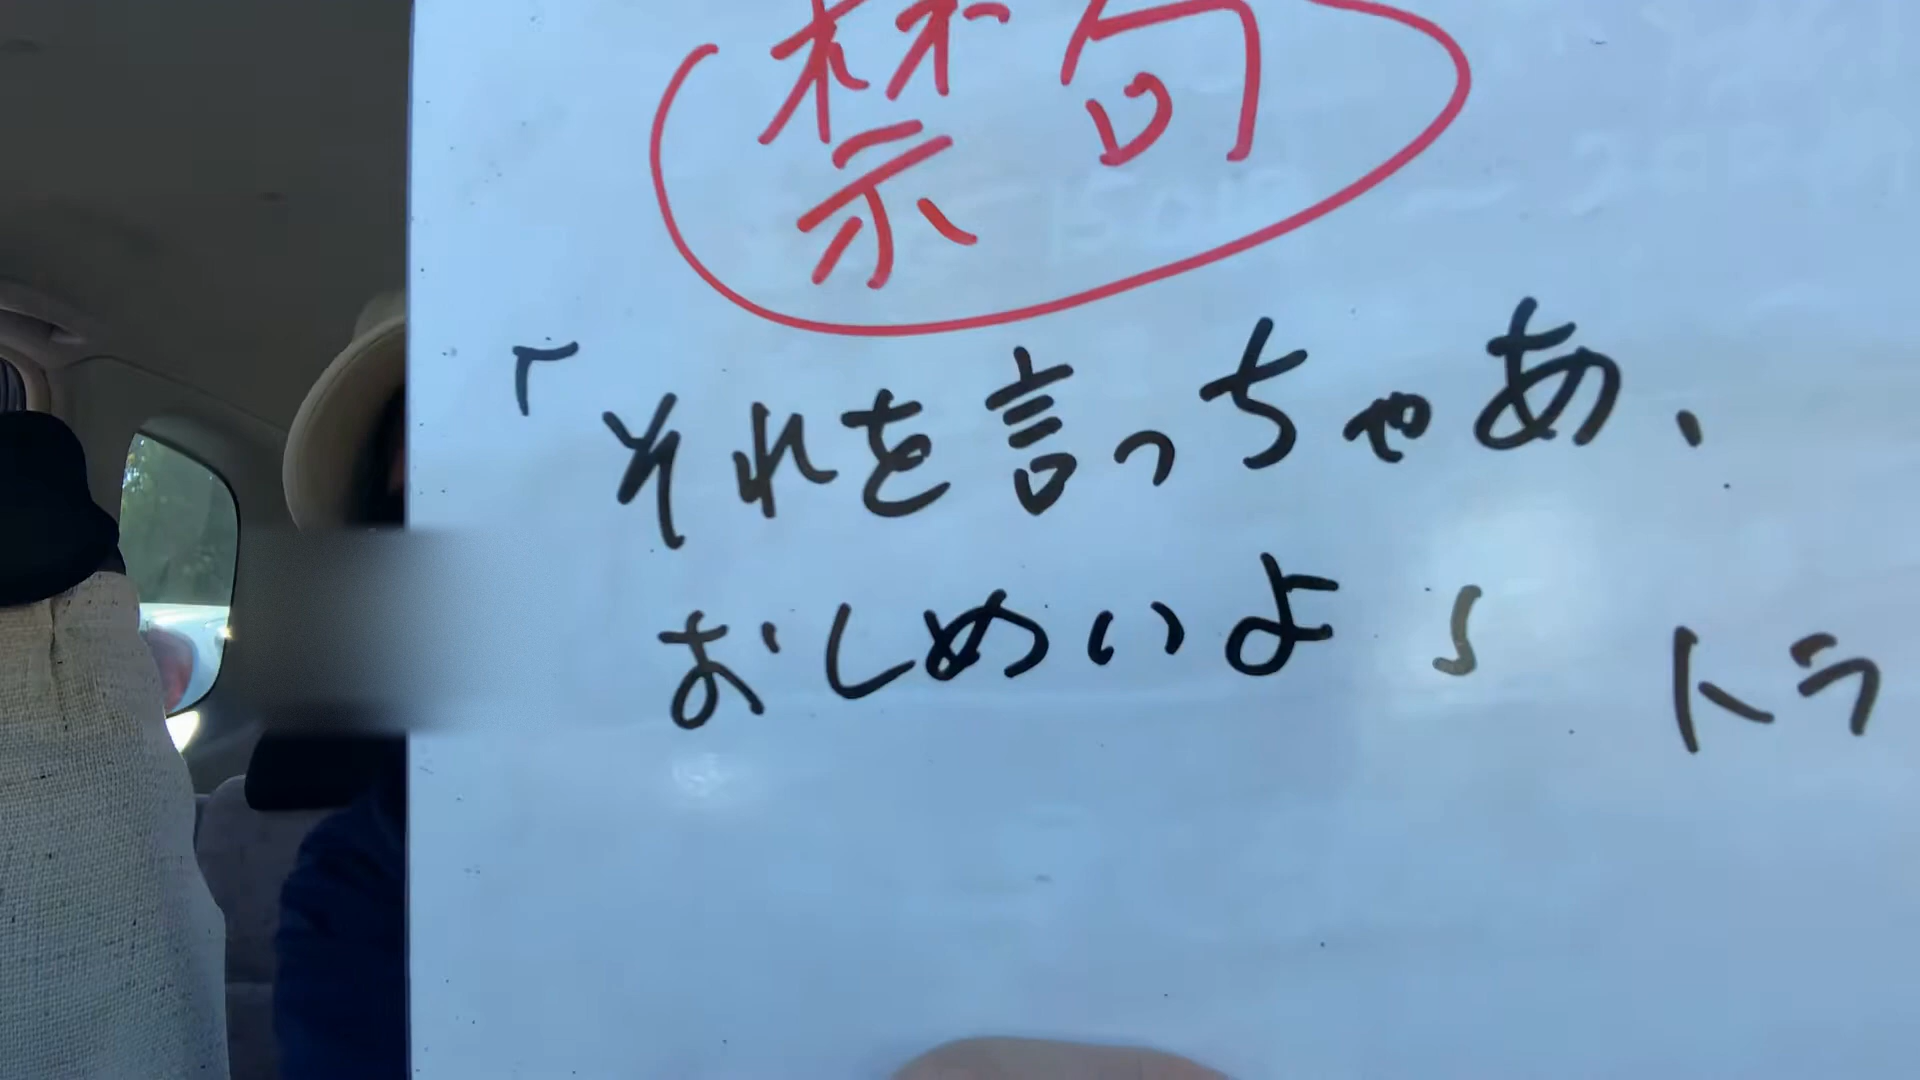 禁句
「それを言っちゃあ、
おしめいよ」
トラ